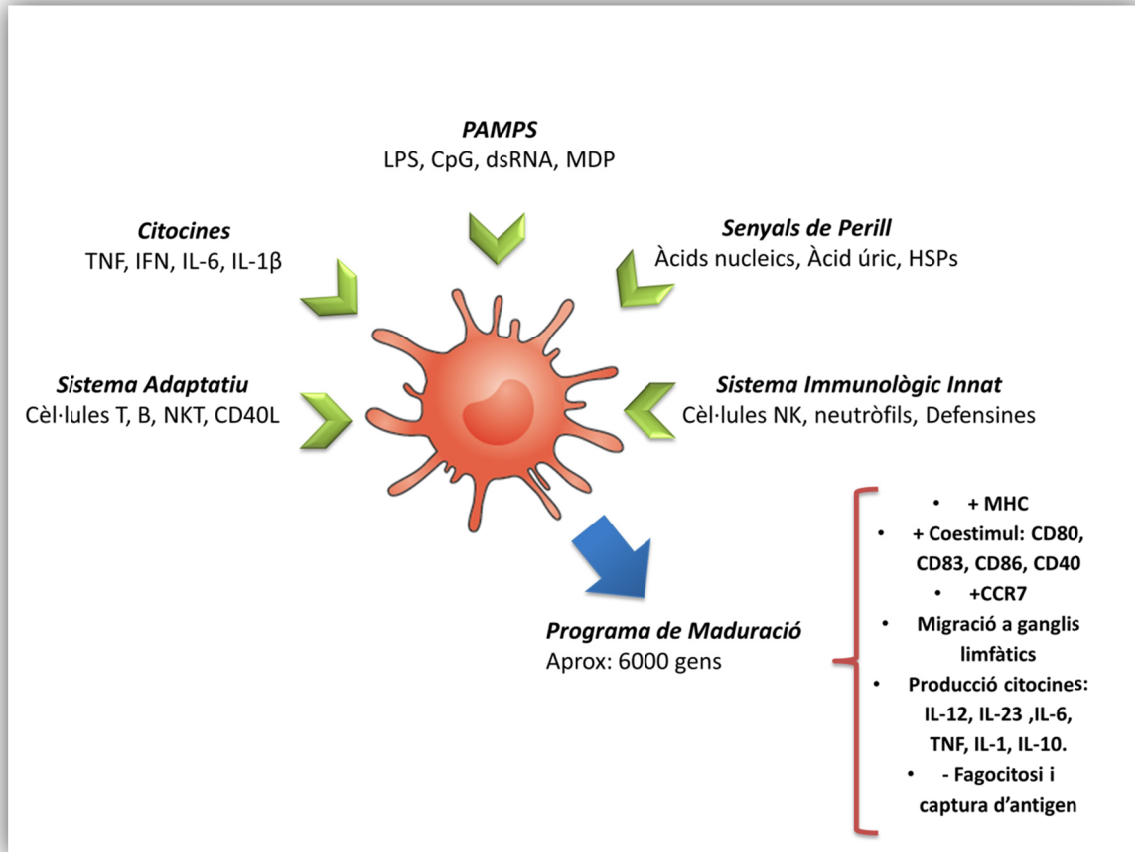 PAMPS
LPS, CpG, dsRNA, MDP
Citocines
TNF, IFN, IL-6, IL-1β
Senyals de Perill
Àcids nucleics, Àcid úric, HSPs
Sistema Adaptatiu
Cèl·lules T, B, NKT, CD40L
Sistema Immunològic Innat
Cèl·lules NK, neutròfils, Defensines
Programa de Maduració
Aprox: 6000 gens
• + MHC
• + Coestimul: CD80,
CD83, CD86, CD40
• +CCR7
• Migració a ganglis
limfàtics
• Producció citocines:
IL-12, IL-23 ,IL-6,
TNF, IL-1, IL-10.
• - Fagocitosi i
captura d’antigen